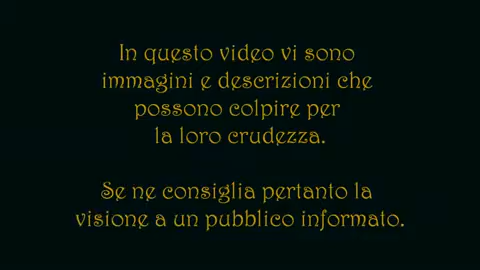 In questo video vi sono
immagini e descrizioni che
possono colpire per
la loro crudezza.
Se ne consiglia pertanto la
visione a un pubblico informato.